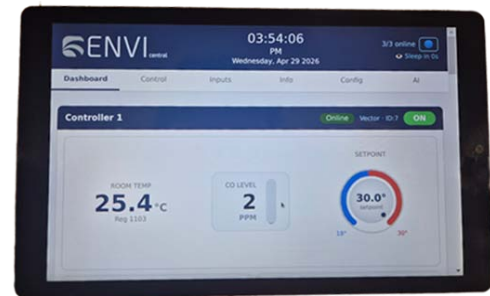 ENVI central
03:54:06
PM
Wednesday, Apr 29 2026
3/3 online
Sleep in 0s
Dashboard Control Inputs Info Config AI
Controller 1
Online Vector · ID:7 ON
ROOM TEMP
25.4°C
Reg 1103
CO LEVEL
2
PPM
SETPOINT
30.0°
setpoint
18° 30°